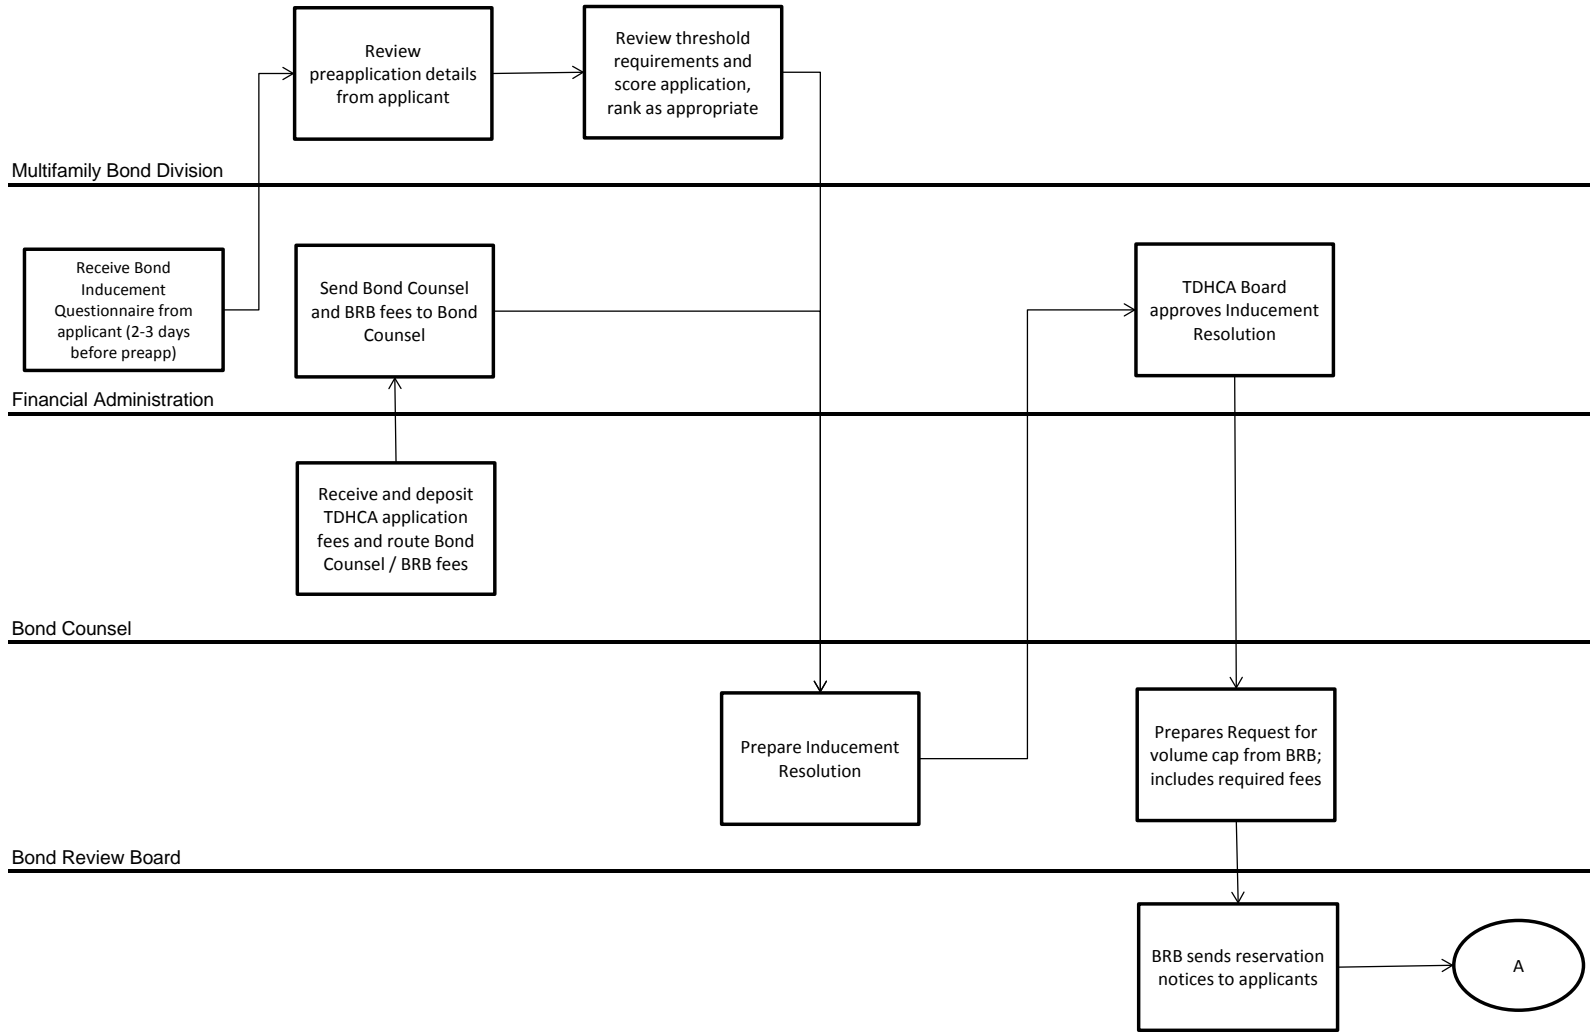 Review
preapplication details
from applicant
Review threshold
requirements and
score application,
rank as appropriate
Multifamily Bond Division
Receive Bond
Inducement
Questionnaire from
applicant (2-3 days
before preapp)
Send Bond Counsel
and BRB fees to Bond
Counsel
TDHCA Board
approves Inducement
Resolution
Financial Administration
Receive and deposit
TDHCA application
fees and route Bond
Counsel / BRB fees
Bond Counsel
Prepare Inducement
Resolution
Prepares Request for
volume cap from BRB;
includes required fees
Bond Review Board
BRB sends reservation
notices to applicants
A